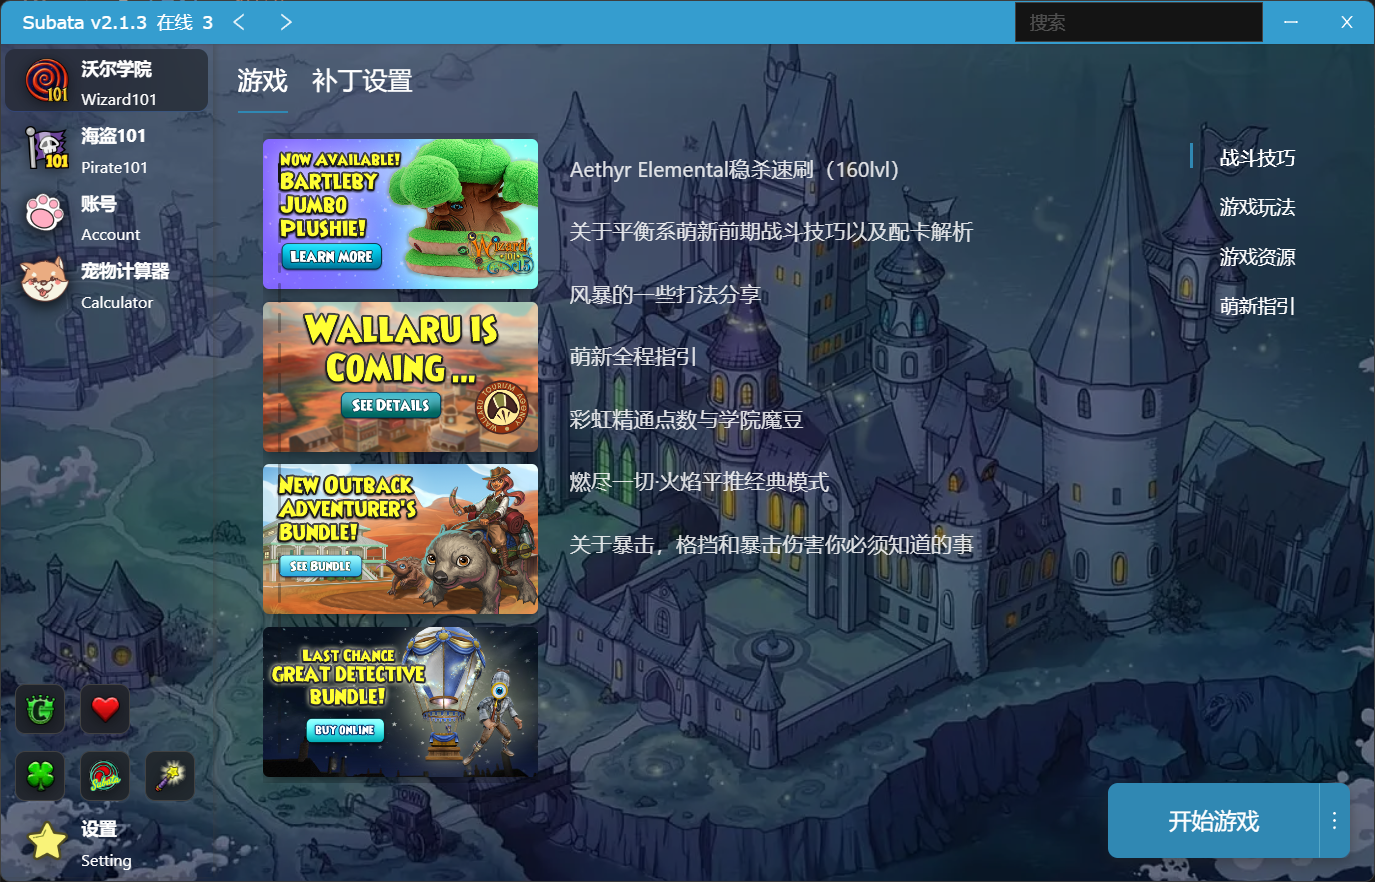 Subata v2.1.3 在线 3
搜索
沃尔学院
Wizard101
101
海盗101
Pirate101
101
账号
Account
宠物计算器
Calculator
游戏
补丁设置
NOW AVAILABLE!
BARTLEBY
JUMBO
PLUSHIE!
LEARN MORE
Wizard
101
WALLARU IS
COMING ...
SEE DETAILS
WALLARU TOURISM AGENCY
NEW OUTBACK
ADVENTURER'S
BUNDLE!
SEE BUNDLE
LAST CHANCE
GREAT DETECTIVE
BUNDLE!
BUY ONLINE
Aethyr Elemental稳杀速刷（160lvl）
关于平衡系萌新前期战斗技巧以及配卡解析
风暴的一些打法分享
萌新全程指引
彩虹精通点数与学院魔豆
燃尽一切·火焰平推经典模式
关于暴击，格挡和暴击伤害你必须知道的事
战斗技巧
游戏玩法
游戏资源
萌新指引
G
Subata
设置
Setting
TOWN
开始游戏